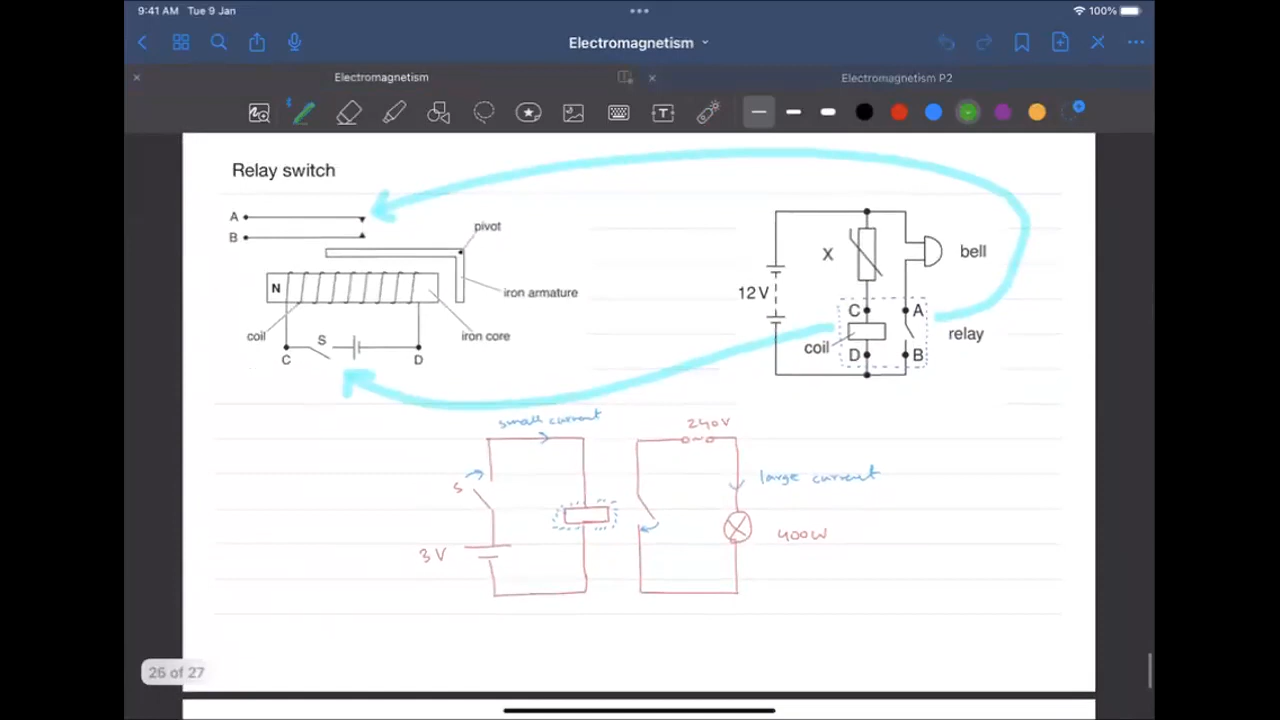 9:41 AM Tue 9 Jan
100%
Electromagnetism
Electromagnetism
Electromagnetism P2
T
Relay switch
A
B
pivot
N
iron armature
coil
S
iron core
C
D
X
bell
12 V
C
A
coil
D
B
relay
small current
240V
S
large current
3 V
400W
26 of 27